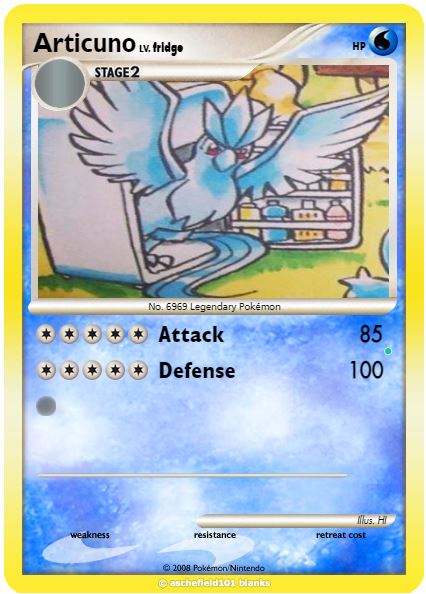 Articuno LV. fridge HP
STAGE2
No. 6969 Legendary Pokémon
Attack 85
Defense 100
Illus. HI
weakness resistance retreat cost
© 2008 Pokémon/Nintendo
© aschefield101 blanks